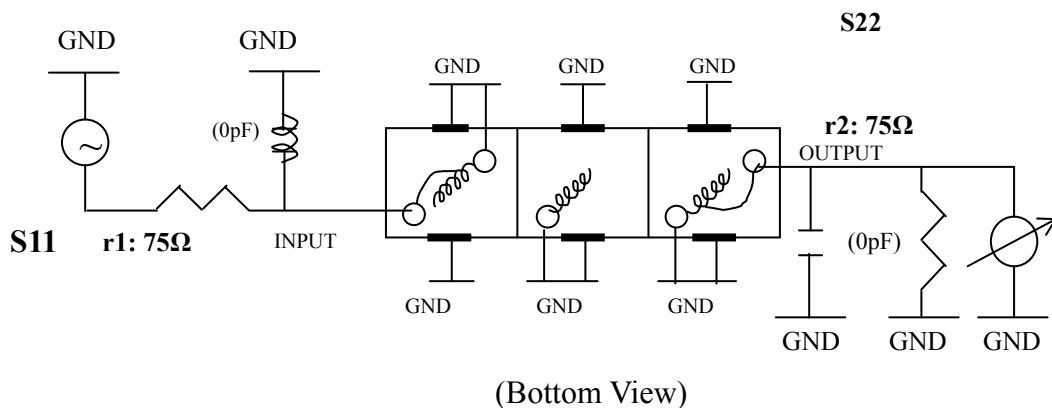 S22
GND
GND
GND
GND
GND
(0pF)
r2: 75Ω
OUTPUT
S11
r1: 75Ω
INPUT
(0pF)
GND
GND
GND
GND
GND
GND
(Bottom View)